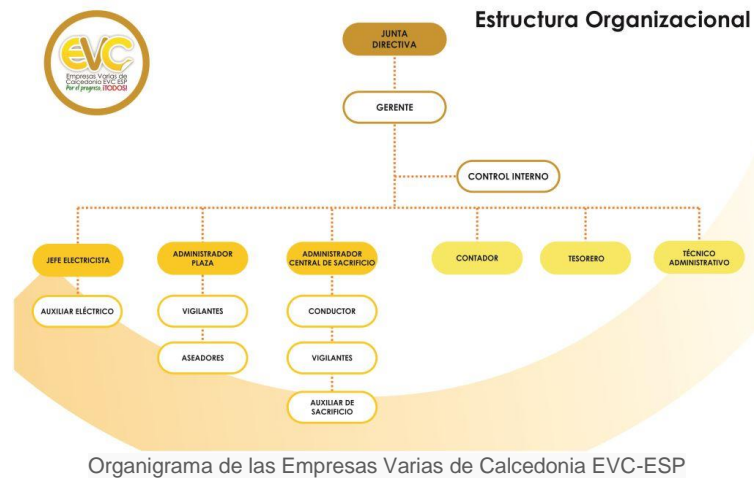 Estructura Organizacional
EVC
Empresas Varias de
Calcedonia EVC ESP
Por el progreso, ¡TODOS!
JUNTA
DIRECTIVA
GERENTE
CONTROL INTERNO
JEFE ELECTRICISTA
ADMINISTRADOR
PLAZA
ADMINISTRADOR
CENTRAL DE SACRIFICIO
CONTADOR
TESORERO
TÉCNICO
ADMINISTRATIVO
AUXILIAR ELÉCTRICO
VIGILANTES
CONDUCTOR
ASEADORES
VIGILANTES
AUXILIAR DE
SACRIFICIO
Organigrama de las Empresas Varias de Calcedonia EVC-ESP